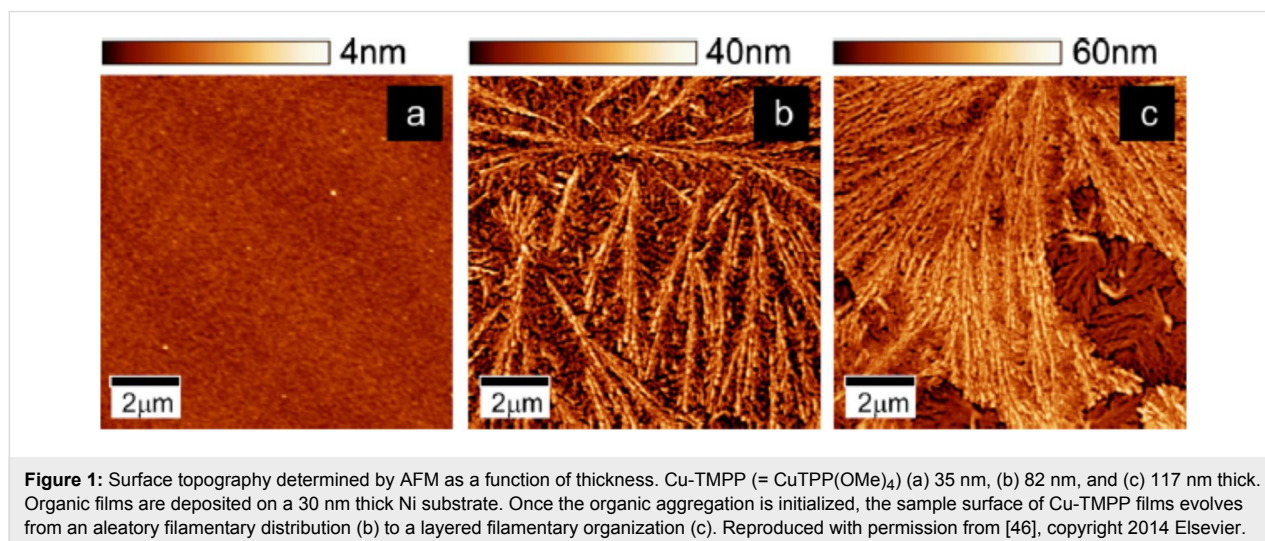 4nm 40nm 60nm
a b c
2μm 2μm 2μm
Figure 1: Surface topography determined by AFM as a function of thickness. Cu-TMPP (= CuTPP(OMe)₄) (a) 35 nm, (b) 82 nm, and (c) 117 nm thick.
Organic films are deposited on a 30 nm thick Ni substrate. Once the organic aggregation is initialized, the sample surface of Cu-TMPP films evolves
from an aleatory filamentary distribution (b) to a layered filamentary organization (c). Reproduced with permission from [46], copyright 2014 Elsevier.